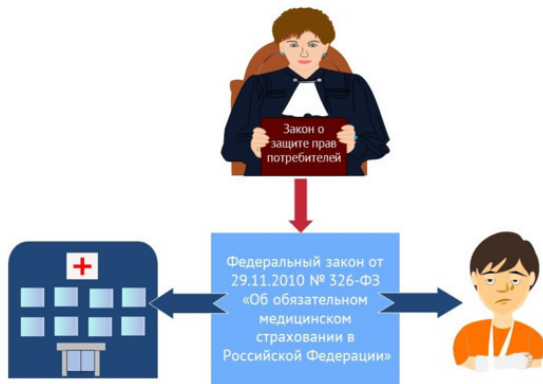 Закон о
защите прав
потребителей
Федеральный закон от
29.11.2010 № 326-ФЗ
«Об обязательном
медицинском
страховании в
Российской Федерации»